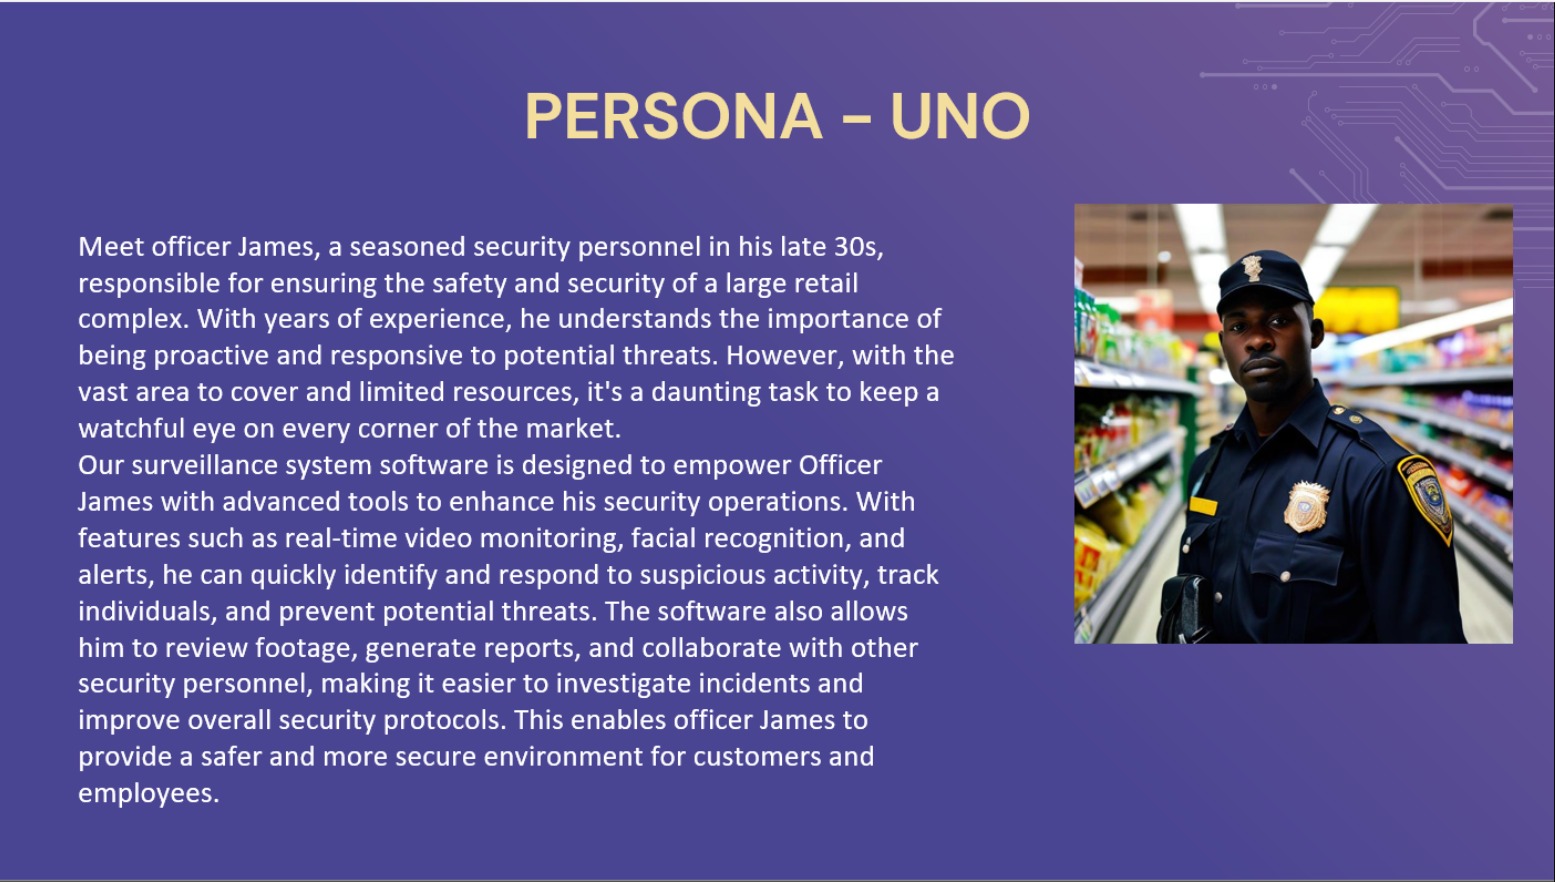 PERSONA – UNO
Meet officer James, a seasoned security personnel in his late 30s,
responsible for ensuring the safety and security of a large retail
complex. With years of experience, he understands the importance of
being proactive and responsive to potential threats. However, with the
vast area to cover and limited resources, it's a daunting task to keep a
watchful eye on every corner of the market.
Our surveillance system software is designed to empower Officer
James with advanced tools to enhance his security operations. With
features such as real-time video monitoring, facial recognition, and
alerts, he can quickly identify and respond to suspicious activity, track
individuals, and prevent potential threats. The software also allows
him to review footage, generate reports, and collaborate with other
security personnel, making it easier to investigate incidents and
improve overall security protocols. This enables officer James to
provide a safer and more secure environment for customers and
employees.